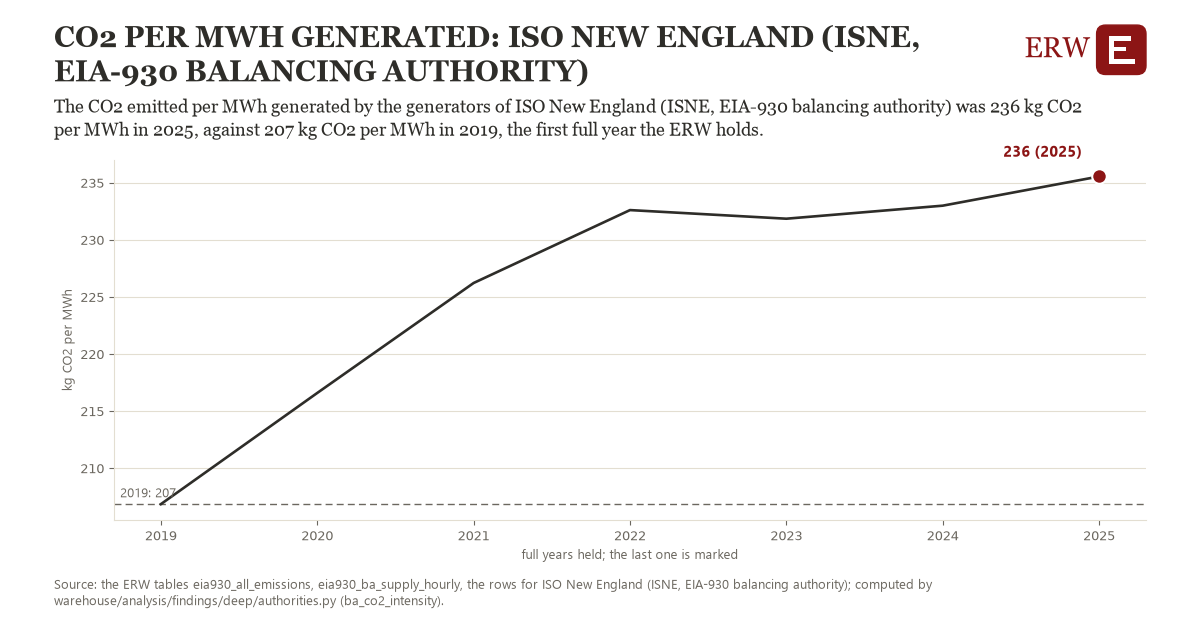 CO2 PER MWH GENERATED: ISO NEW ENGLAND (ISNE,
EIA-930 BALANCING AUTHORITY)
ERW E
The CO2 emitted per MWh generated by the generators of ISO New England (ISNE, EIA-930 balancing authority) was 236 kg CO2
per MWh in 2025, against 207 kg CO2 per MWh in 2019, the first full year the ERW holds.
236 (2025)
235
230
225
220
215
210
kg CO2 per MWh
2019: 207
2019 2020 2021 2022 2023 2024 2025
full years held; the last one is marked
Source: the ERW tables eia930_all_emissions, eia930_ba_supply_hourly, the rows for ISO New England (ISNE, EIA-930 balancing authority); computed by
warehouse/analysis/findings/deep/authorities.py (ba_co2_intensity).